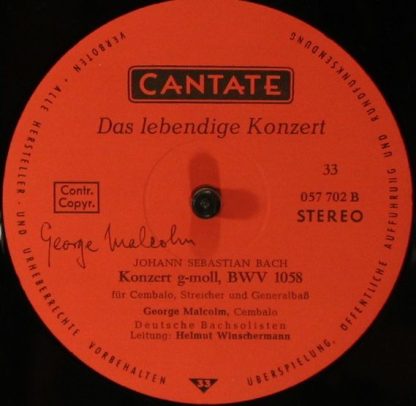 CANTATE
Das lebendige Konzert
33
057 702 B
STEREO
Contr.
Copyr.
George Malcolm
JOHANN SEBASTIAN BACH
Konzert g-moll, BWV 1058
für Cembalo, Streicher und Generalbaß
George Malcolm, Cembalo
Deutsche Bachsolisten
Leitung: Helmut Winschermann
33
ALLE HERSTELLER- UND URHEBERRECHTE VORBEHALTEN
ÜBERSPIELUNG, ÖFFENTLICHE AUFFÜHRUNG UND RUNDFUNKSENDUNG VERBOTEN ·